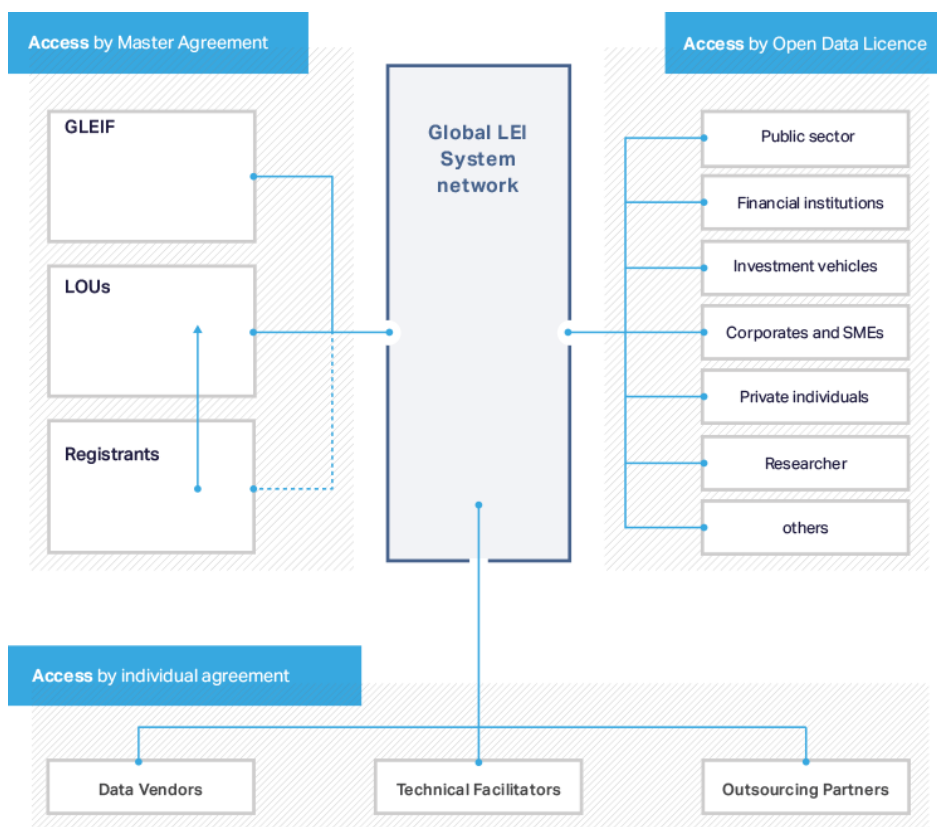 Access by Master Agreement
Access by Open Data Licence
GLEIF
LOUs
Registrants
Global LEI
System
network
Public sector
Financial institutions
Investment vehicles
Corporates and SMEs
Private individuals
Researcher
others
Access by individual agreement
Data Vendors
Technical Facilitators
Outsourcing Partners